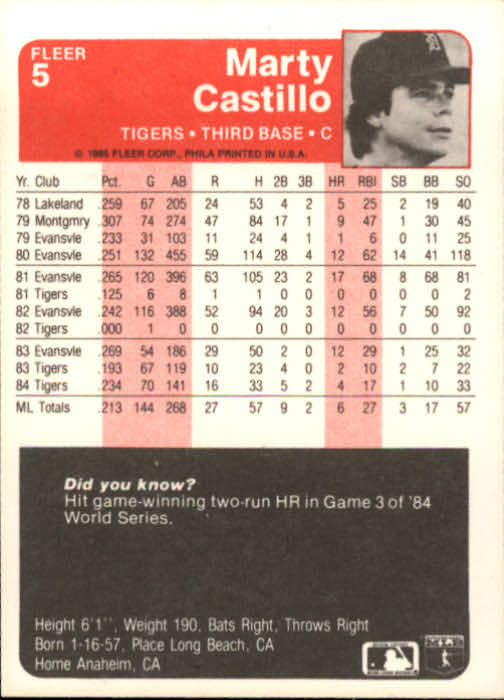 FLEER
5
Marty
Castillo
TIGERS • THIRD BASE • C
© 1985 FLEER CORP., PHILA PRINTED IN U.S.A.
Yr. Club Pct. G AB R H 2B 3B HR RBI SB BB SO
78 Lakeland .259 67 205 24 53 4 2 5 25 2 19 40
79 Montgmry .307 74 274 47 84 17 1 9 47 1 30 45
79 Evansvle .233 31 103 11 24 4 1 1 6 0 11 25
80 Evansvle .251 132 455 59 114 28 4 12 62 14 41 118
81 Evansvle .265 120 396 63 105 23 2 17 68 8 68 81
81 Tigers .125 6 8 1 1 0 0 0 0 0 0 2
82 Evansvle .242 116 388 52 94 20 3 12 56 7 50 92
82 Tigers .000 1 0 0 0 0 0 0 0 0 0 0
83 Evansvle .269 54 186 29 50 2 0 12 29 1 25 32
83 Tigers .193 67 119 10 23 4 0 2 10 2 7 22
84 Tigers .234 70 141 16 33 5 2 4 17 1 10 33
ML Totals .213 144 268 27 57 9 2 6 27 3 17 57
Did you know?
Hit game-winning two-run HR in Game 3 of '84
World Series.
Height 6'1'', Weight 190, Bats Right, Throws Right
Born 1-16-57, Place Long Beach, CA
Home Anaheim, CA